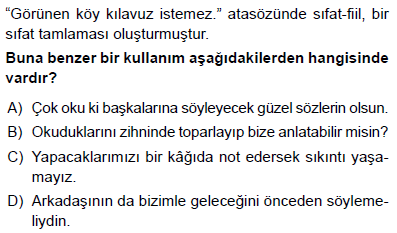 “Görünen köy kılavuz istemez.” atasözünde sıfat-fiil, bir
sıfat tamlaması oluşturmuştur.
Buna benzer bir kullanım aşağıdakilerden hangisinde
vardır?
A) Çok oku ki başkalarına söyleyecek güzel sözlerin olsun.
B) Okuduklarını zihninde toparlayıp bize anlatabilir misin?
C) Yapacaklarımızı bir kâğıda not edersek sıkıntı yaşa-
mayız.
D) Arkadaşının da bizimle geleceğini önceden söyleme-
liydin.